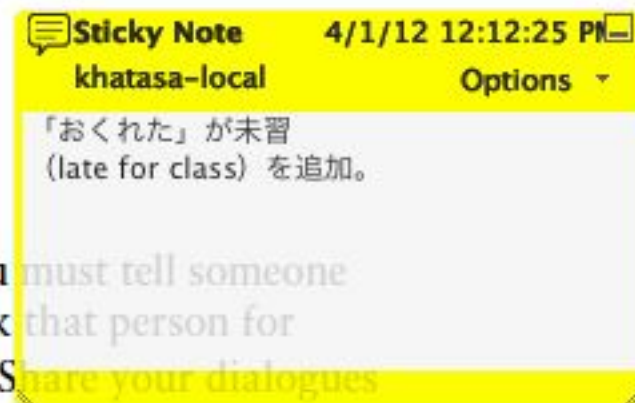 Sticky Note 4/1/12 12:12:25 PM
khatasa-local Options
「おくれた」が未習
（late for class）を追加。
u must tell someone
k that person for
Share your dialogues